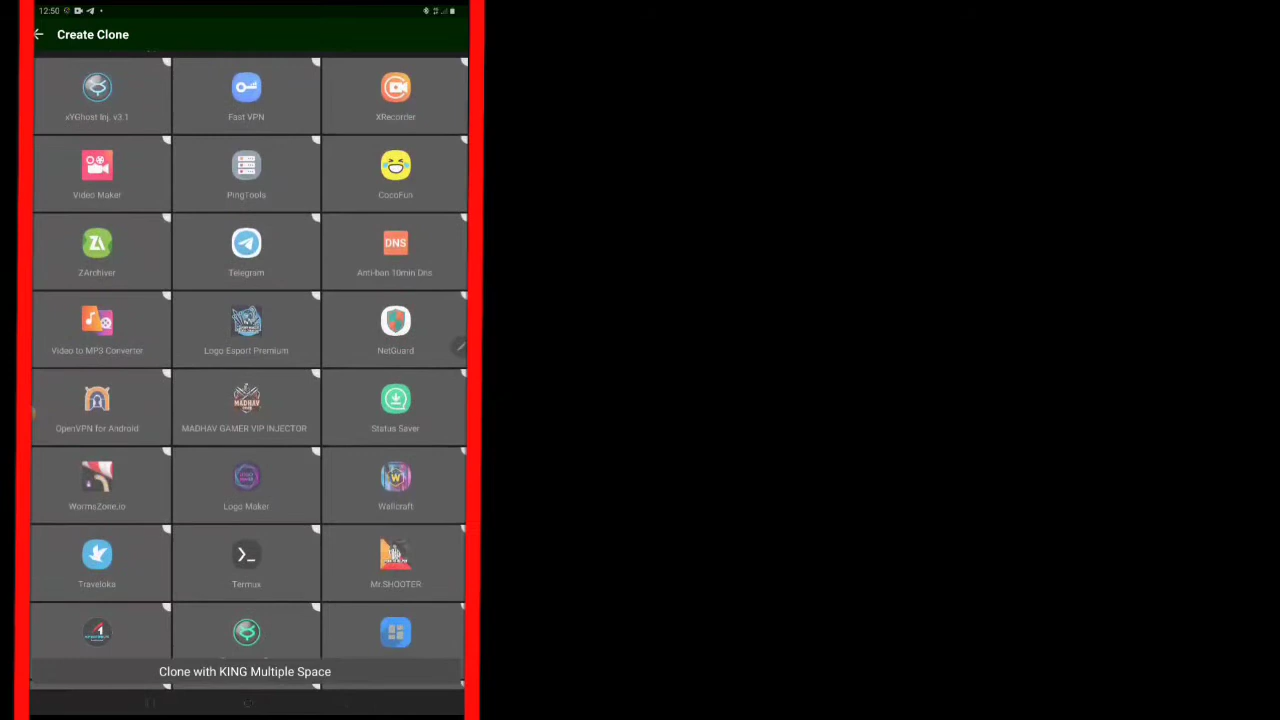 12:50
Create Clone
xYGhost Inj. v3.1
Fast VPN
XRecorder
Video Maker
PingTools
CocoFun
ZArchiver
Telegram
DNS
Anti-ban 10min Dns
Video to MP3 Converter
Logo Esport Premium
NetGuard
OpenVPN for Android
MADHAV
MADHAV GAMER VIP INJECTOR
Status Saver
WormsZone.io
Logo Maker
W
Wallcraft
Traveloka
Termux
Mr.SHOOTER
Clone with KING Multiple Space